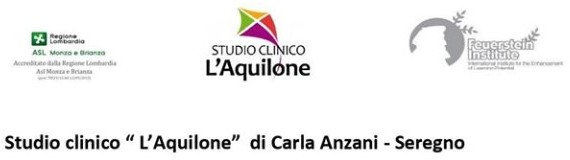 Regione
Lombardia
ASL Monza e Brianza
Accreditato dalla Regione Lombardia
Asl Monza e Brianza
STUDIO CLINICO
L'Aquilone
Feuerstein
Institute
International Institute for the Enhancement
of Learning Potential
Studio clinico “ L’Aquilone”  di Carla Anzani - Seregno